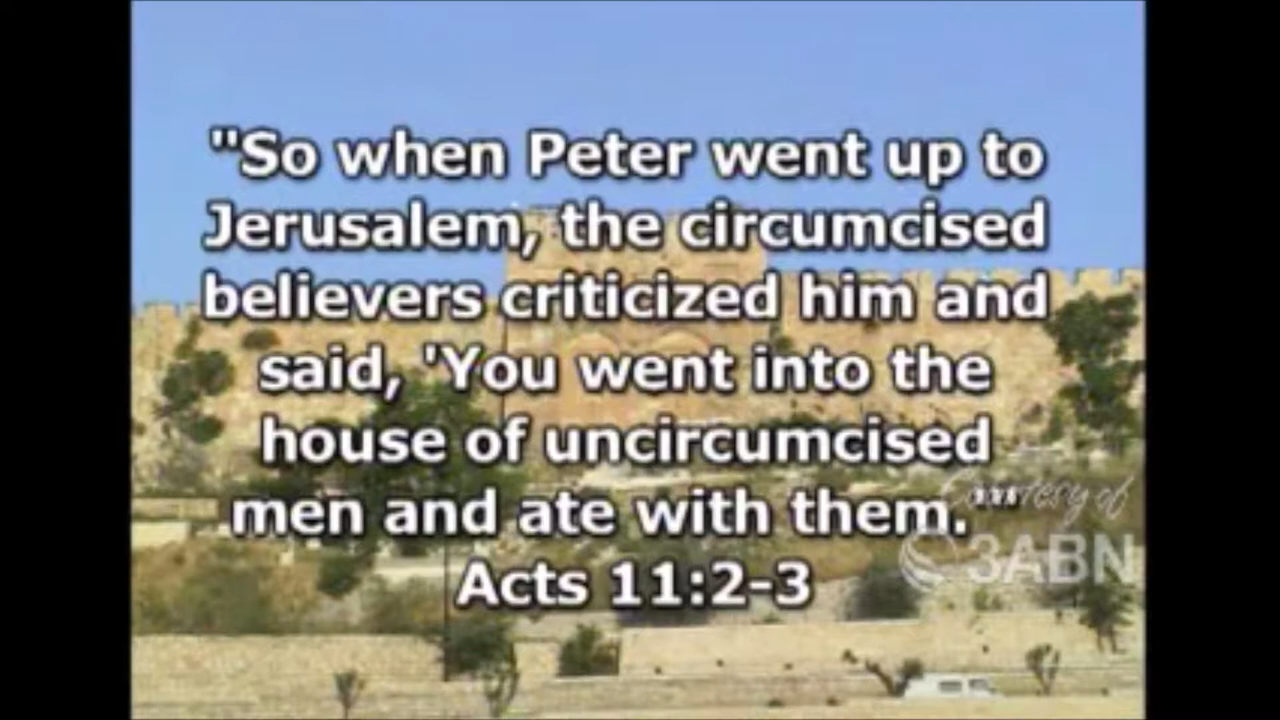 "So when Peter went up to
Jerusalem, the circumcised
believers criticized him and
said, 'You went into the
house of uncircumcised
men and ate with them.'"
Acts 11:2-3
Courtesy of
3ABN